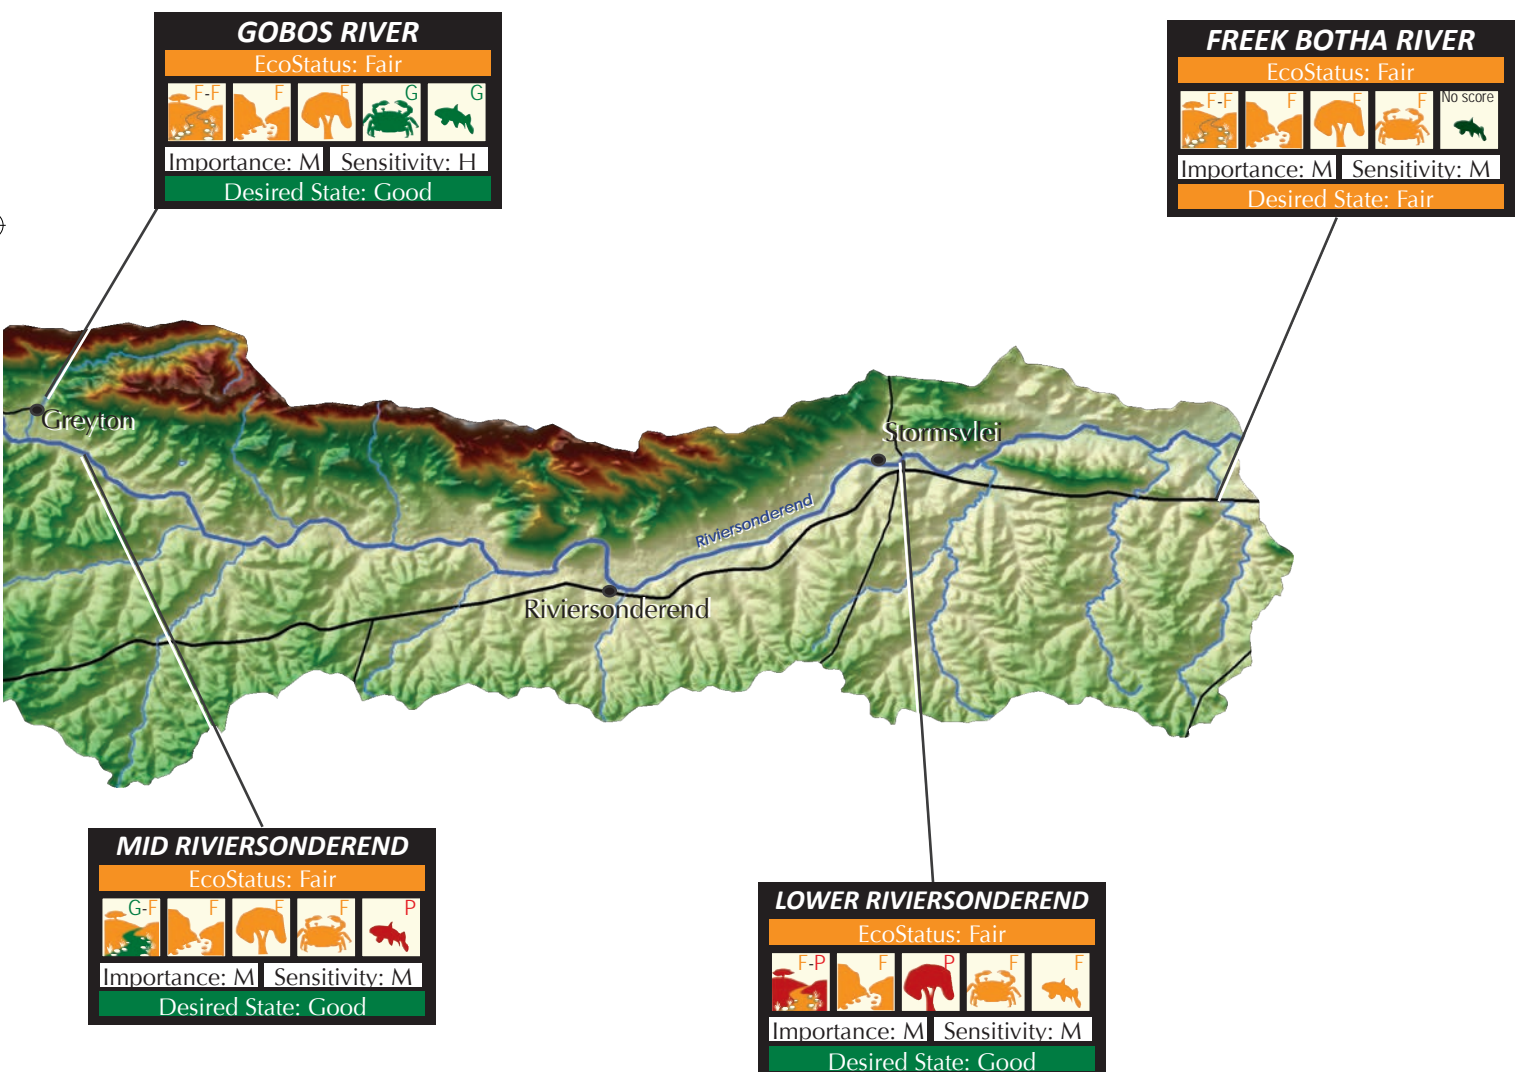 GOBOS RIVER
EcoStatus: Fair
F-F F F G G
Importance: M Sensitivity: H
Desired State: Good
FREEK BOTHA RIVER
EcoStatus: Fair
F-F F F F No score
Importance: M Sensitivity: M
Desired State: Fair
Greyton
Stormsvlei
Riviersonderend
Riviersonderend
MID RIVIERSONDEREND
EcoStatus: Fair
G-F F F F P
Importance: M Sensitivity: M
Desired State: Good
LOWER RIVIERSONDEREND
EcoStatus: Fair
F-P F P F F
Importance: M Sensitivity: M
Desired State: Good